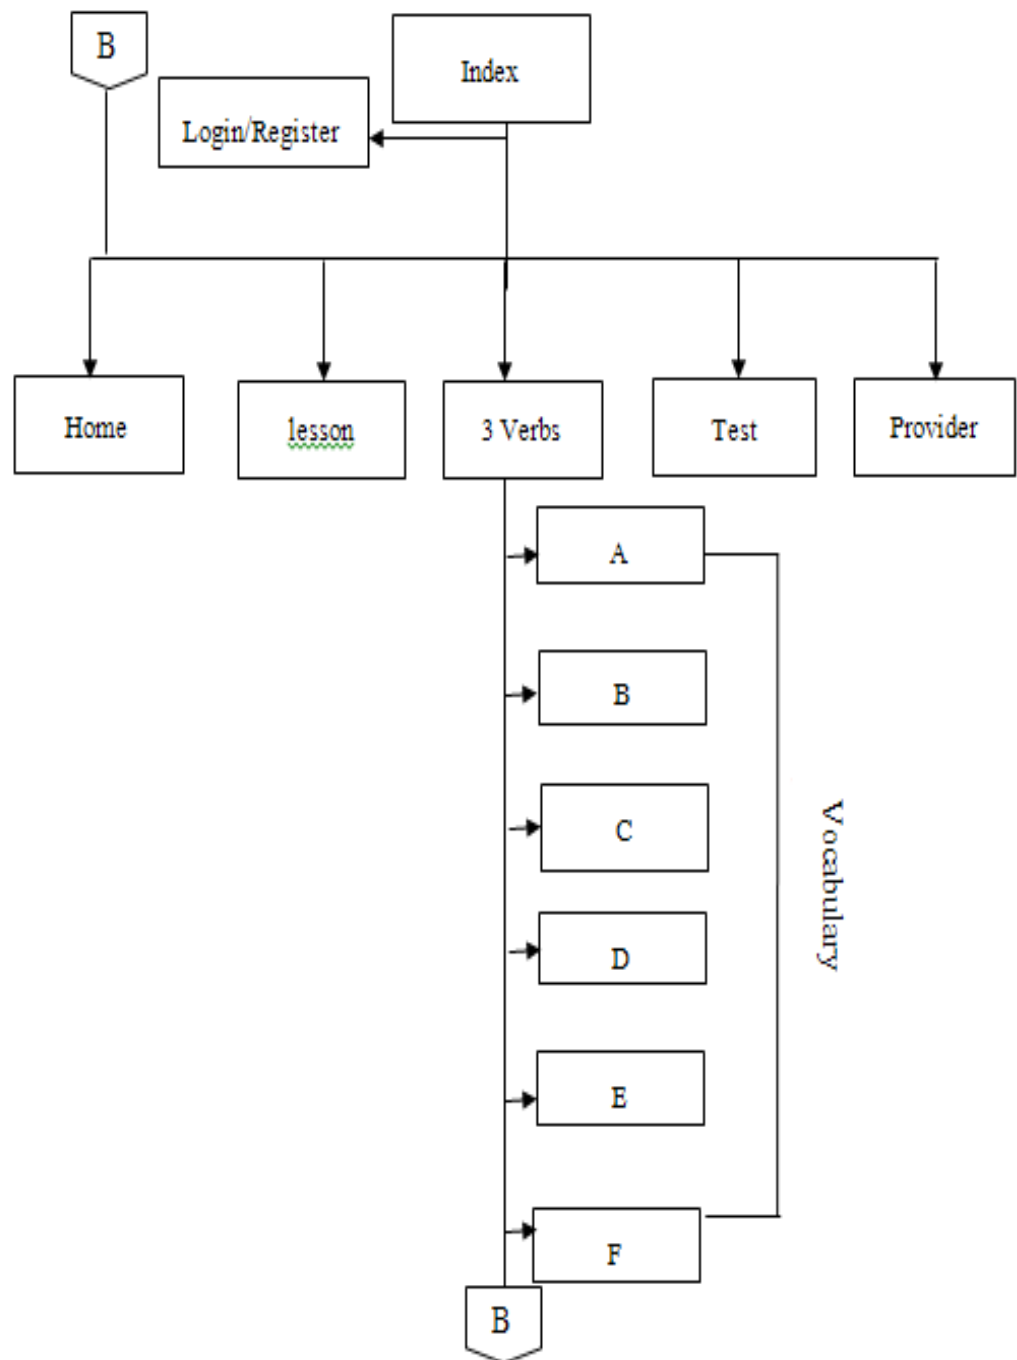 B
Index
Login/Register
Home
lesson
3 Verbs
Test
Provider
A
B
C
D
E
F
Vocabulary
B